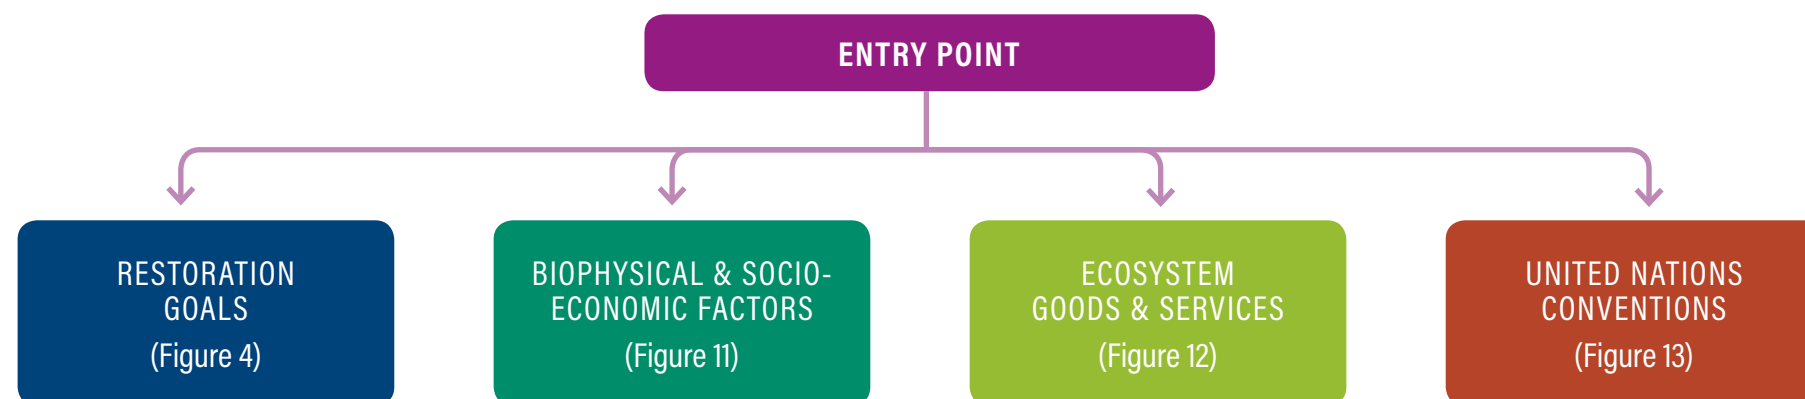 ENTRY POINT
RESTORATION
GOALS
(Figure 4)
BIOPHYSICAL & SOCIO-
ECONOMIC FACTORS
(Figure 11)
ECOSYSTEM
GOODS & SERVICES
(Figure 12)
UNITED NATIONS
CONVENTIONS
(Figure 13)